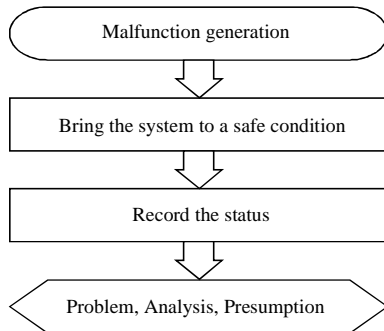 Malfunction generation
Bring the system to a safe condition
Record the status
Problem, Analysis, Presumption